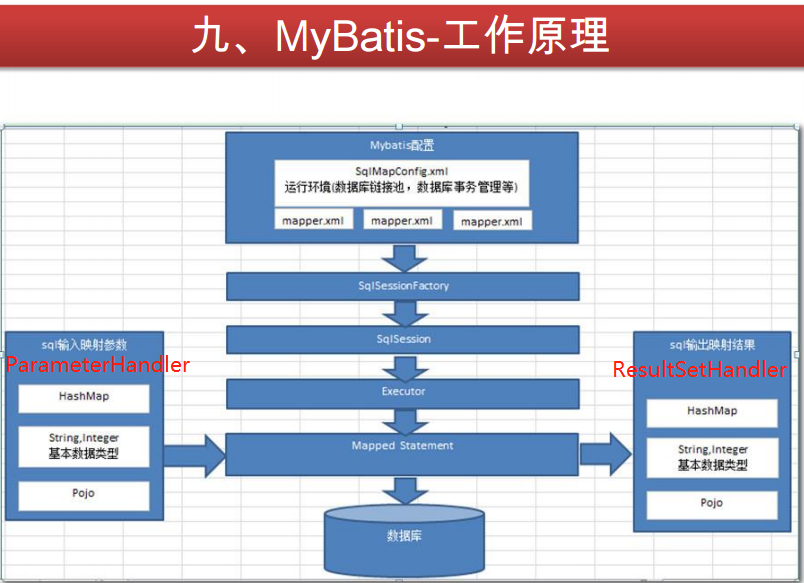 九、MyBatis-工作原理
Mybatis配置
SqlMapConfig.xml
运行环境(数据库链接池，数据库事务管理等)
mapper.xml
mapper.xml
mapper.xml
SqlSessionFactory
SqlSession
Executor
Mapped Statement
数据库
sql输入映射参数
ParameterHandler
HashMap
String,Integer
基本数据类型
Pojo
sql输出映射结果
ResultSetHandler
HashMap
String,Integer
基本数据类型
Pojo